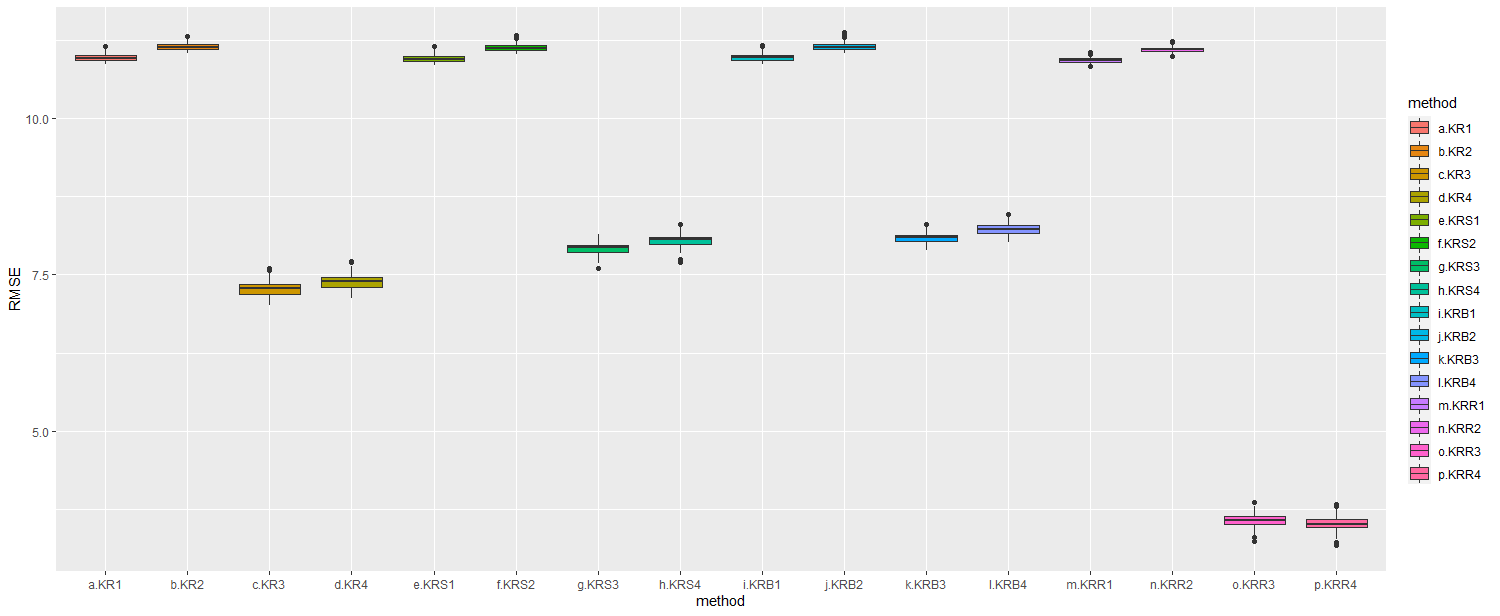 RMSE
10.0
7.5
5.0
a.KR1 b.KR2 c.KR3 d.KR4 e.KRS1 f.KRS2 g.KRS3 h.KRS4 i.KRB1 j.KRB2 k.KRB3 l.KRB4 m.KRR1 n.KRR2 o.KRR3 p.KRR4
method
method
a.KR1
b.KR2
c.KR3
d.KR4
e.KRS1
f.KRS2
g.KRS3
h.KRS4
i.KRB1
j.KRB2
k.KRB3
l.KRB4
m.KRR1
n.KRR2
o.KRR3
p.KRR4